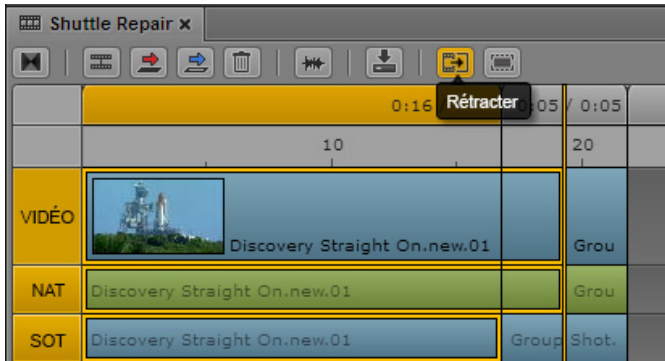 Shuttle Repair x
0:16 / Rétracter :05 / 0:05
10 20
VIDÉO Discovery Straight On.new.01 Grou
NAT Discovery Straight On.new.01 Grou
SOT Discovery Straight On.new.01 Group Shot.